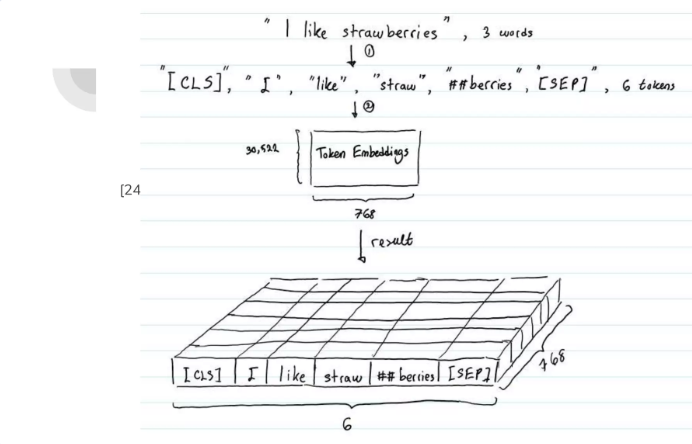 "I like strawberries", 3 words
①
"[CLS]", "I", "like", "straw", "##berries", "[SEP]", 6 tokens
②
30,522
Token Embeddings
768
[24
result
[CLS] I like straw ##berries [SEP]
768
6